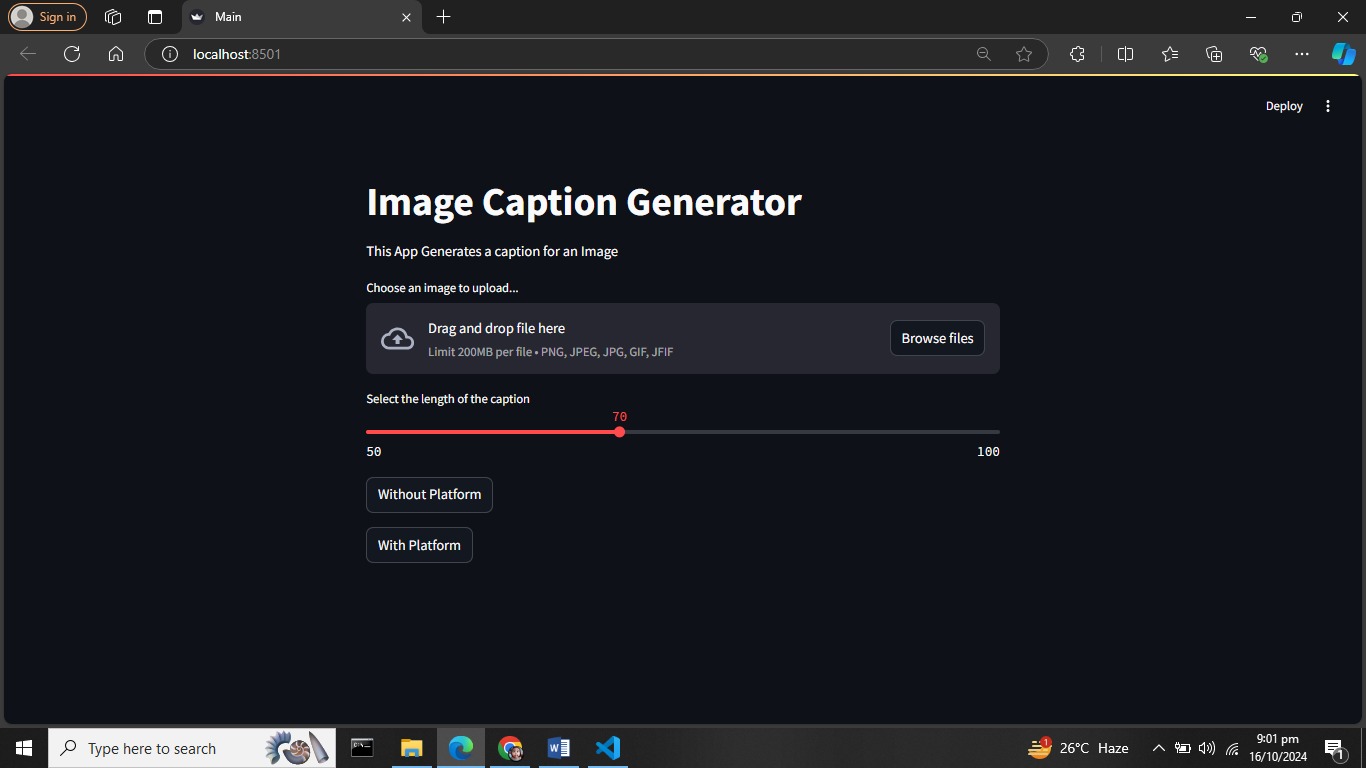 Sign in
Main
localhost:8501
Deploy
Image Caption Generator
This App Generates a caption for an Image
Choose an image to upload...
Drag and drop file here
Limit 200MB per file • PNG, JPEG, JPG, GIF, JFIF
Browse files
Select the length of the caption
70
50 100
Without Platform
With Platform
Type here to search
1
26°C Haze
9:01 pm
16/10/2024
1